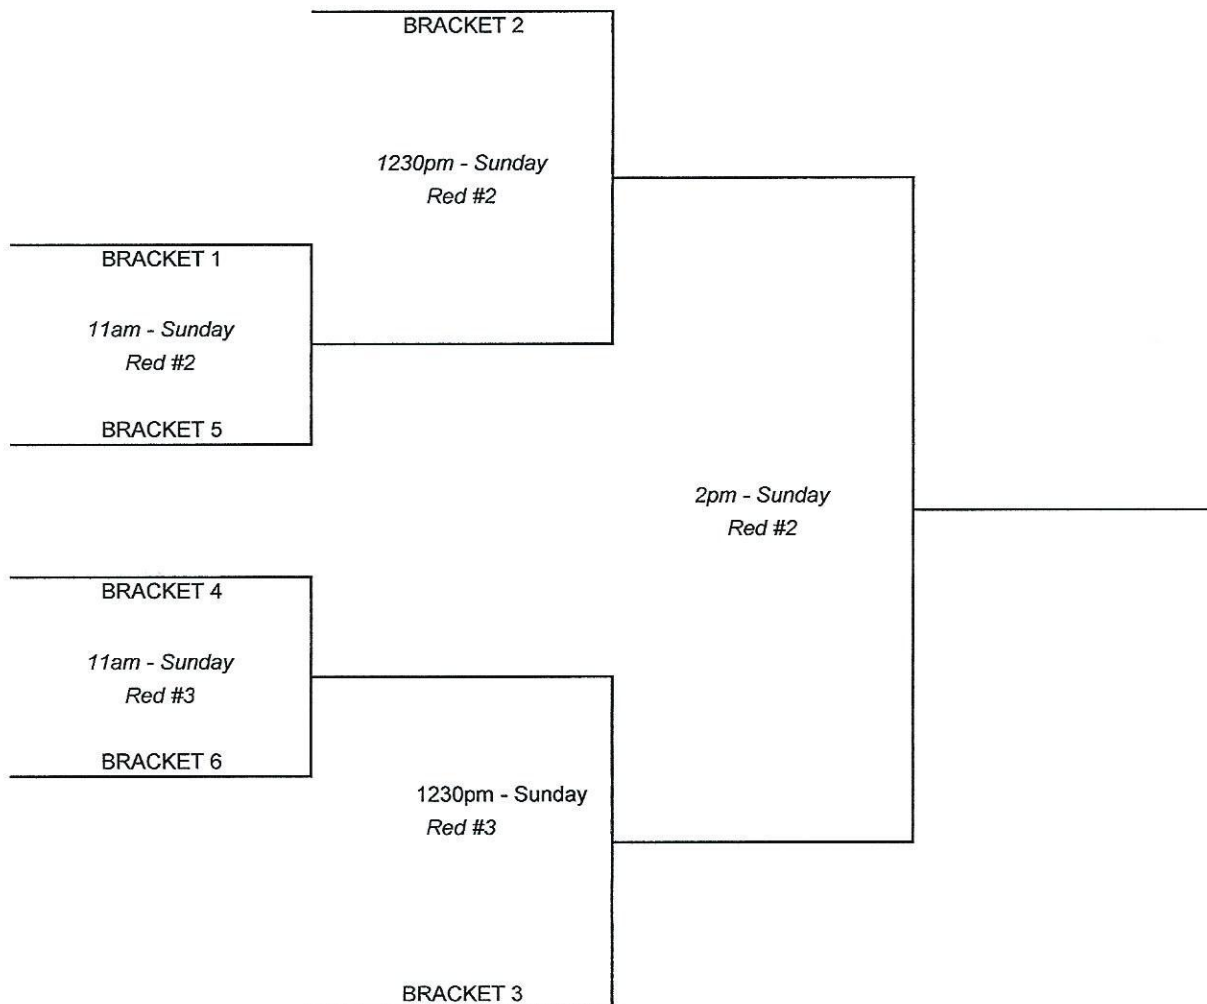 BRACKET 2
1230pm - Sunday
Red #2
BRACKET 1
11am - Sunday
Red #2
BRACKET 5
2pm - Sunday
Red #2
BRACKET 4
11am - Sunday
Red #3
BRACKET 6
1230pm - Sunday
Red #3
BRACKET 3